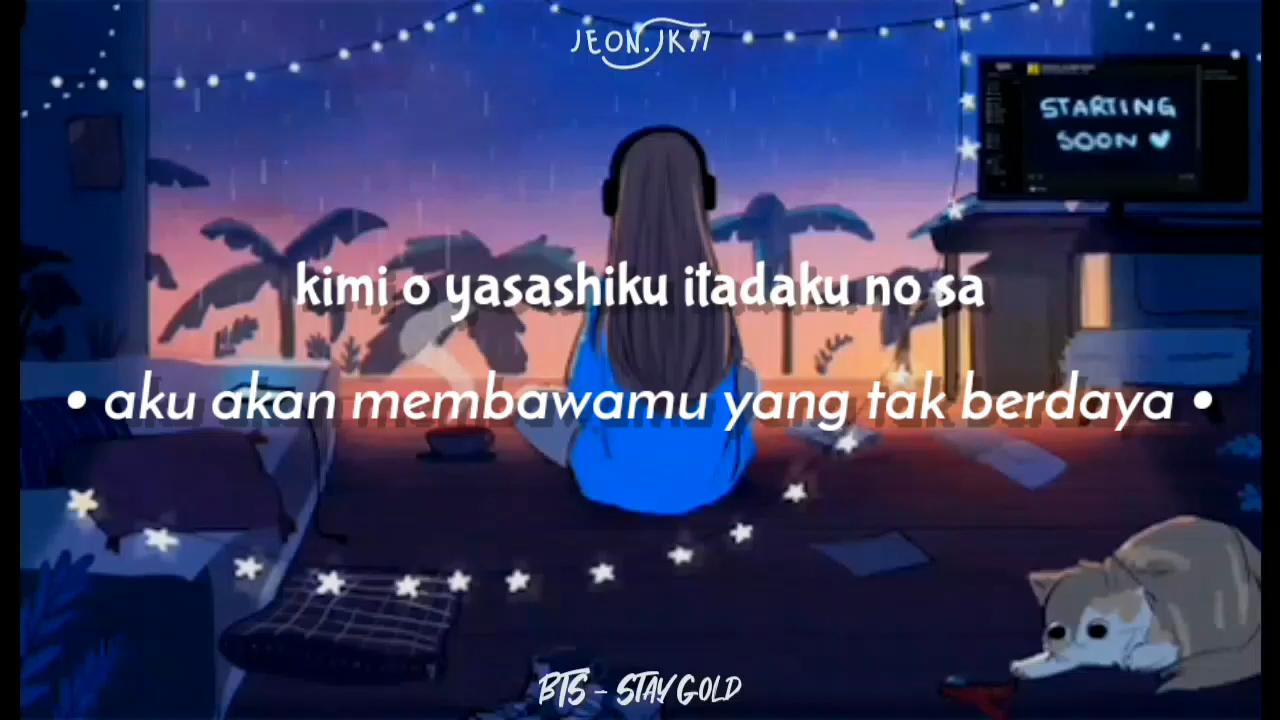 JEON.JK97
STARTING
SOON
kimi o yasashiku itadaku no sa
• aku akan membawamu yang tak berdaya •
BTS - STAY GOLD